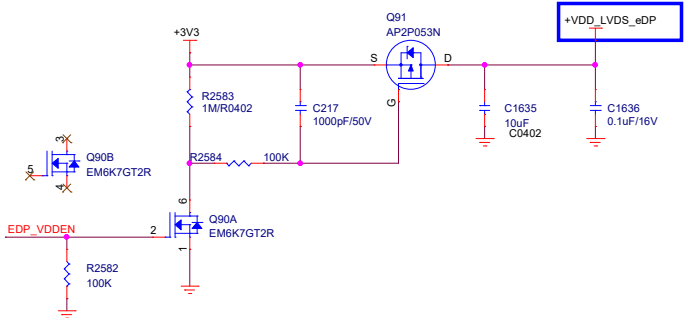 Q91
AP2P053N
+VDD_LVDS_eDP
+3V3
S
D
G
R2583
1M/R0402
C217
1000pF/50V
C1635
10uF
C0402
C1636
0.1uF/16V
3
5
4
Q90B
EM6K7GT2R
R2584
100K
6
Q90A
EM6K7GT2R
EDP_VDDEN
2
1
R2582
100K